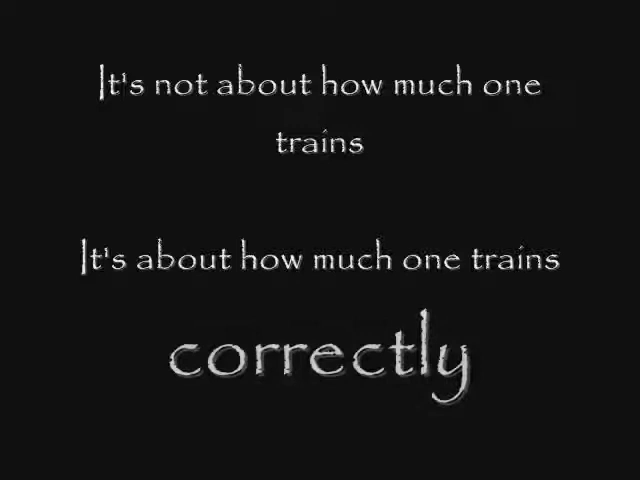 It's not about how much one
trains
It's about how much one trains
correctly